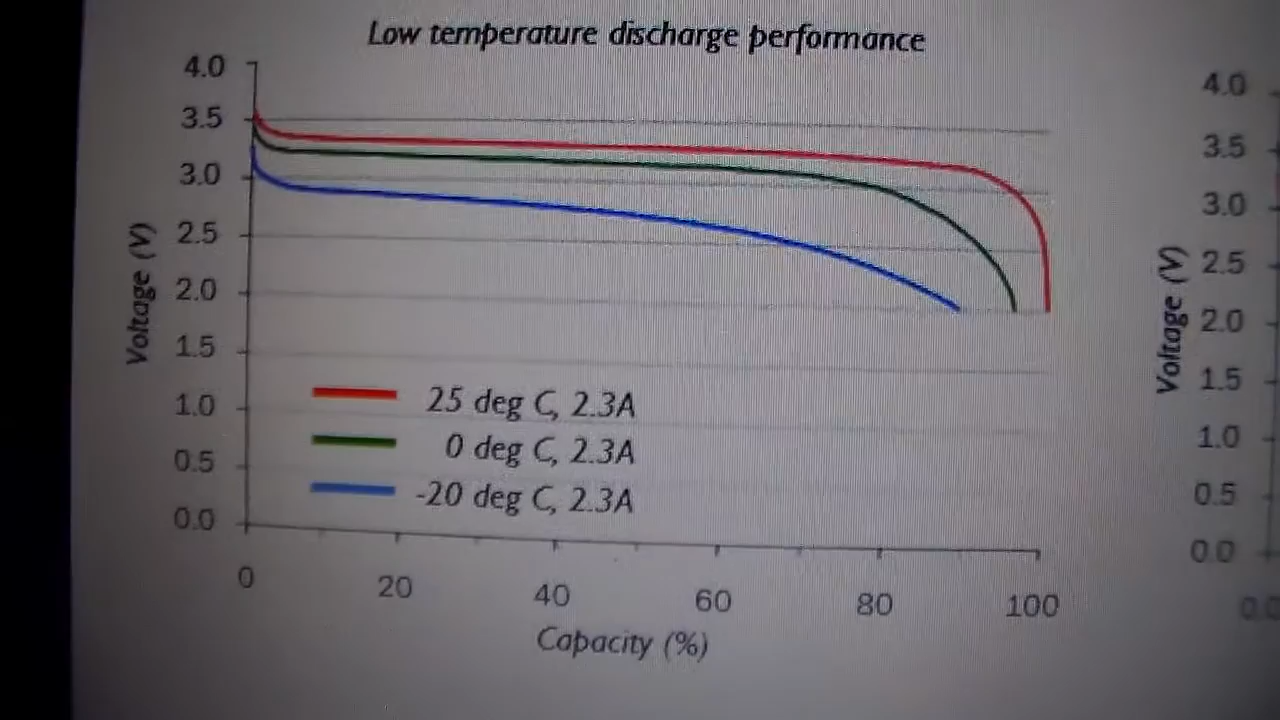 Low temperature discharge performance
4.0
3.5
3.0
2.5
2.0
1.5
1.0
0.5
0.0
Voltage (V)
25 deg C, 2.3A
0 deg C, 2.3A
-20 deg C, 2.3A
0 20 40 60 80 100
Capacity (%)
4.0
3.5
3.0
2.5
2.0
1.5
1.0
0.5
0.0
Voltage (V)